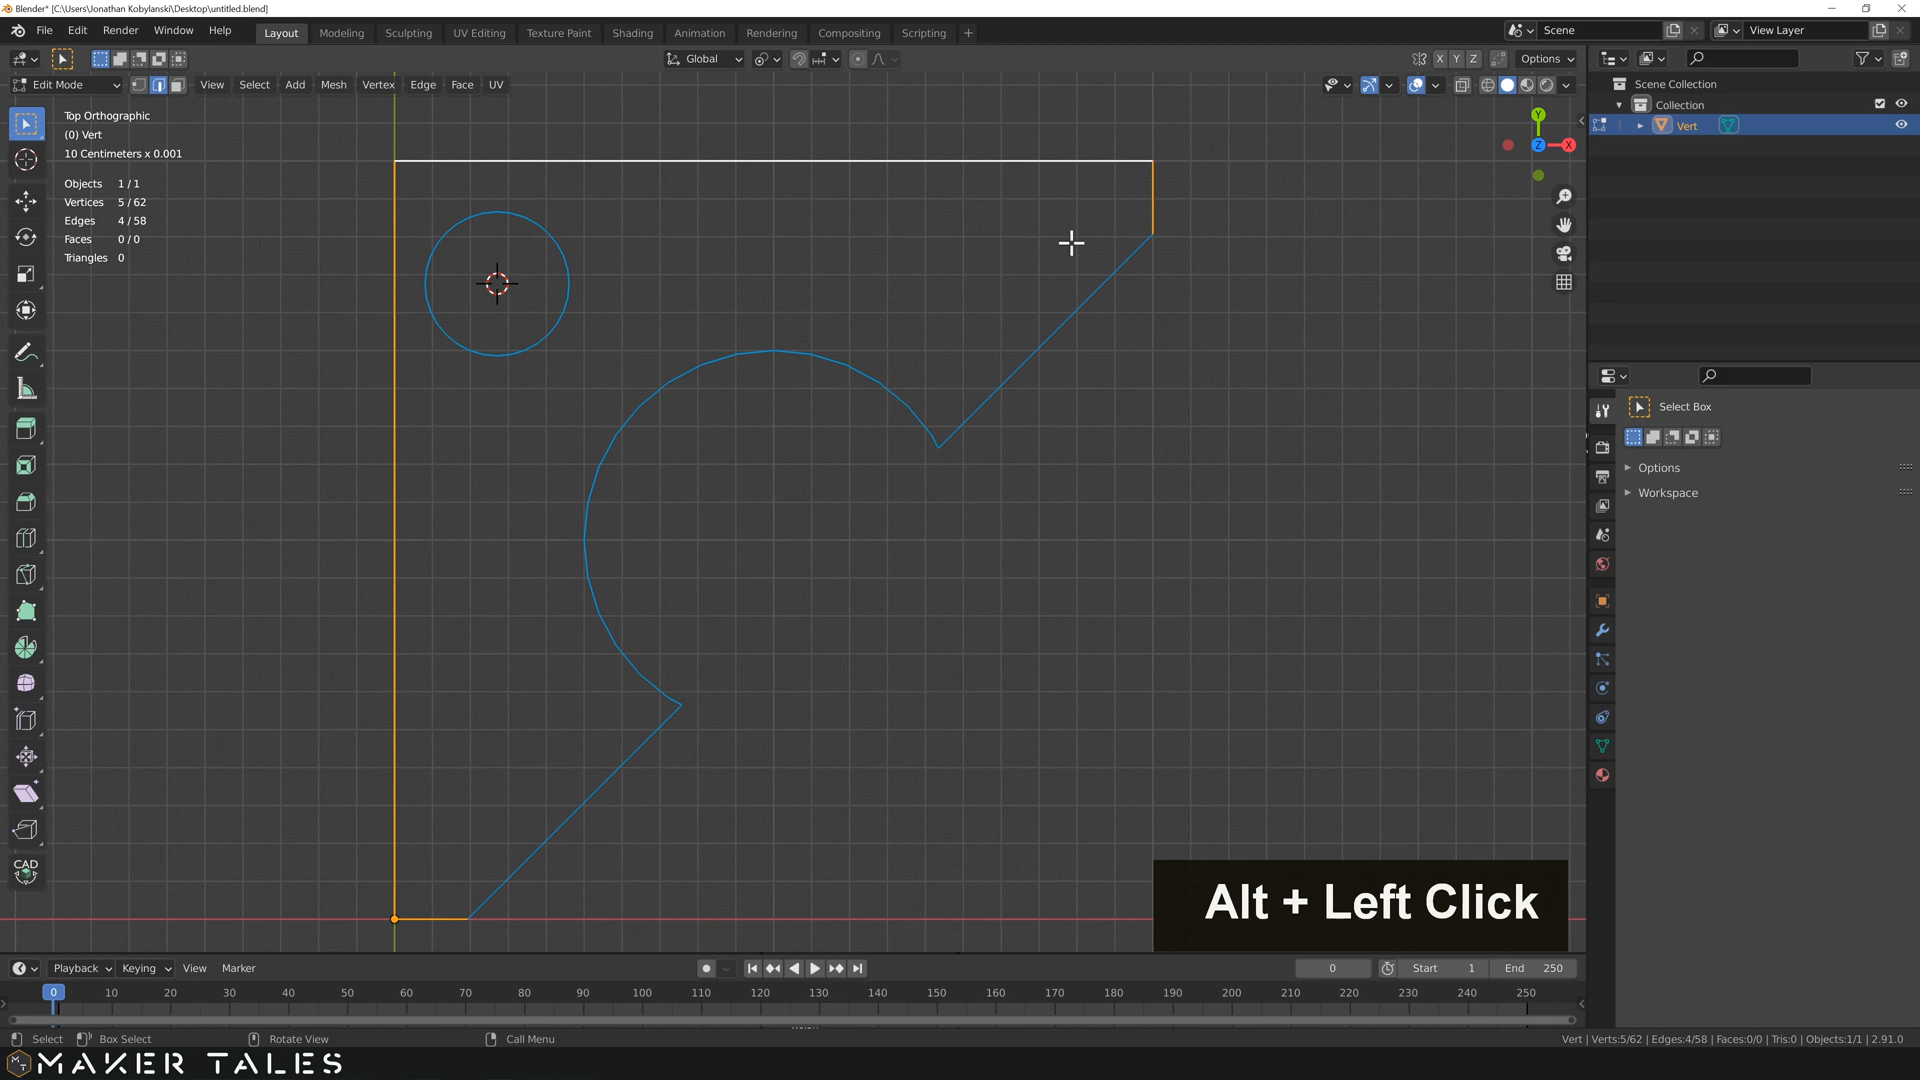 Blender* [C:\Users\Jonathan Kobylanski\Desktop\untitled.blend]
File Edit Render Window Help
Layout Modeling Sculpting UV Editing Texture Paint Shading Animation Rendering Compositing Scripting +
Scene
View Layer
Global
X Y Z
Options
Edit Mode
View Select Add Mesh Vertex Edge Face UV
Top Orthographic
(0) Vert
10 Centimeters x 0.001
Objects 1/1
Vertices 5/62
Edges 4/58
Faces 0/0
Triangles 0
Y
Z
X
CAD
Scene Collection
Collection
Vert
Select Box
Options
Workspace
Alt + Left Click
Playback Keying View Marker
0
Start 1
End 250
0 10 20 30 40 50 60 70 80 90 100 110 120 130 140 150 160 170 180 190 200 210 220 230 240 250
Select Box Select Rotate View Call Menu
Vert | Verts:5/62 | Edges:4/58 | Faces:0/0 | Tris:0 | Objects:1/1 | 2.91.0
MAKER TALES